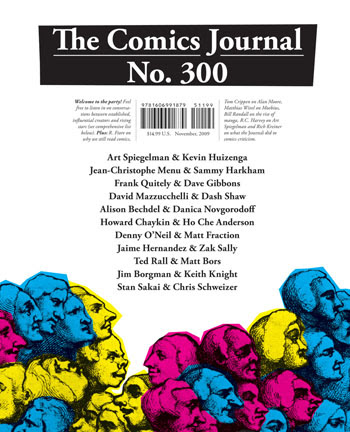 The Comics Journal
No. 300
Welcome to the party! Feel
free to listen in on conversa-
tions between established,
influential creators and rising
stars (see comprehensive list
below). Plus: R. Fiore on
why we still read comics.
9781606991879 51199
$14.99 U.S. November, 2009
Tom Crippen on Alan Moore,
Matthias Wivel on Moebius,
Bill Randall on the rise of
manga, R.C. Harvey on Art
Spiegelman and Rich Kreiner
on what the Journal did to
comics criticism.
Art Spiegelman & Kevin Huizenga
Jean-Christophe Menu & Sammy Harkham
Frank Quitely & Dave Gibbons
David Mazzucchelli & Dash Shaw
Alison Bechdel & Danica Novgorodoff
Howard Chaykin & Ho Che Anderson
Denny O'Neil & Matt Fraction
Jaime Hernandez & Zak Sally
Ted Rall & Matt Bors
Jim Borgman & Keith Knight
Stan Sakai & Chris Schweizer